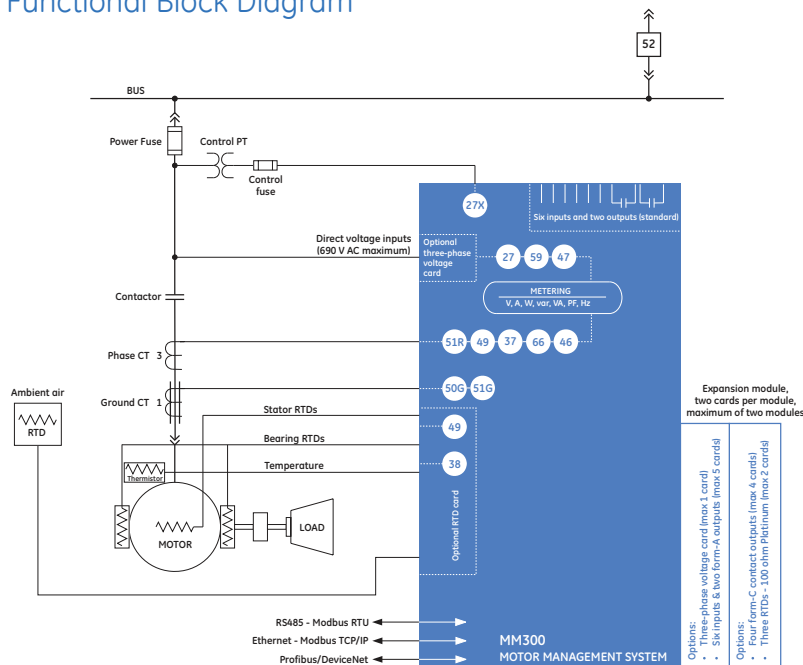 Functional Block Diagram
52
BUS
Power Fuse
Control PT
Control
fuse
27X
Six inputs and two outputs (standard)
Direct voltage inputs
(690 V AC maximum)
Optional
three-phase
voltage
card
27
59
47
METERING
V, A, W, var, VA, PF, Hz
Contactor
51R
49
37
66
46
Phase CT 3
Ground CT 1
50G
51G
Ambient air
RTD
Stator RTDs
49
Bearing RTDs
Temperature
38
Thermistor
MOTOR
LOAD
Optional RTD card
Expansion module,
two cards per module,
maximum of two modules
Options:
• Three-phase voltage card (max 1 card)
• Six inputs & two form-A outputs (max 5 cards)
Options:
• Four form-C contact outputs (max 4 cards)
• Three RTDs - 100 ohm Platinum (max 2 cards)
RS485 - Modbus RTU
Ethernet - Modbus TCP/IP
Profibus/DeviceNet
MM300
MOTOR MANAGEMENT SYSTEM